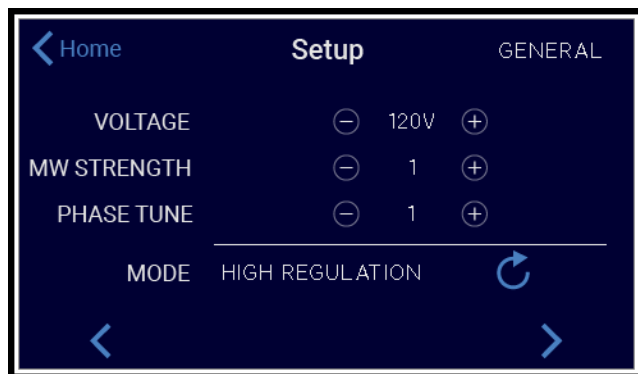 Home Setup GENERAL
VOLTAGE 120V
MW STRENGTH 1
PHASE TUNE 1
MODE HIGH REGULATION